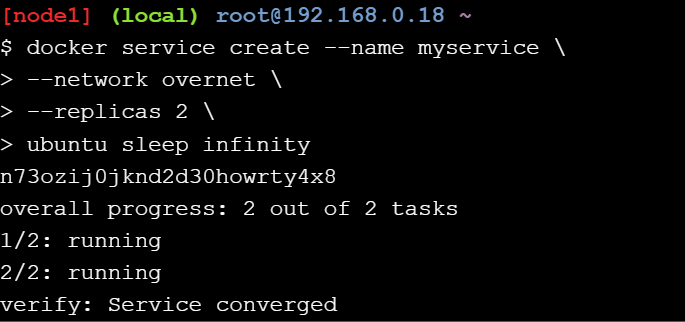 [node1] (local) root@192.168.0.18 ~
$ docker service create --name myservice \
> --network overnet \
> --replicas 2 \
> ubuntu sleep infinity
n73ozij0jknd2d30howrty4x8
overall progress: 2 out of 2 tasks
1/2: running
2/2: running
verify: Service converged